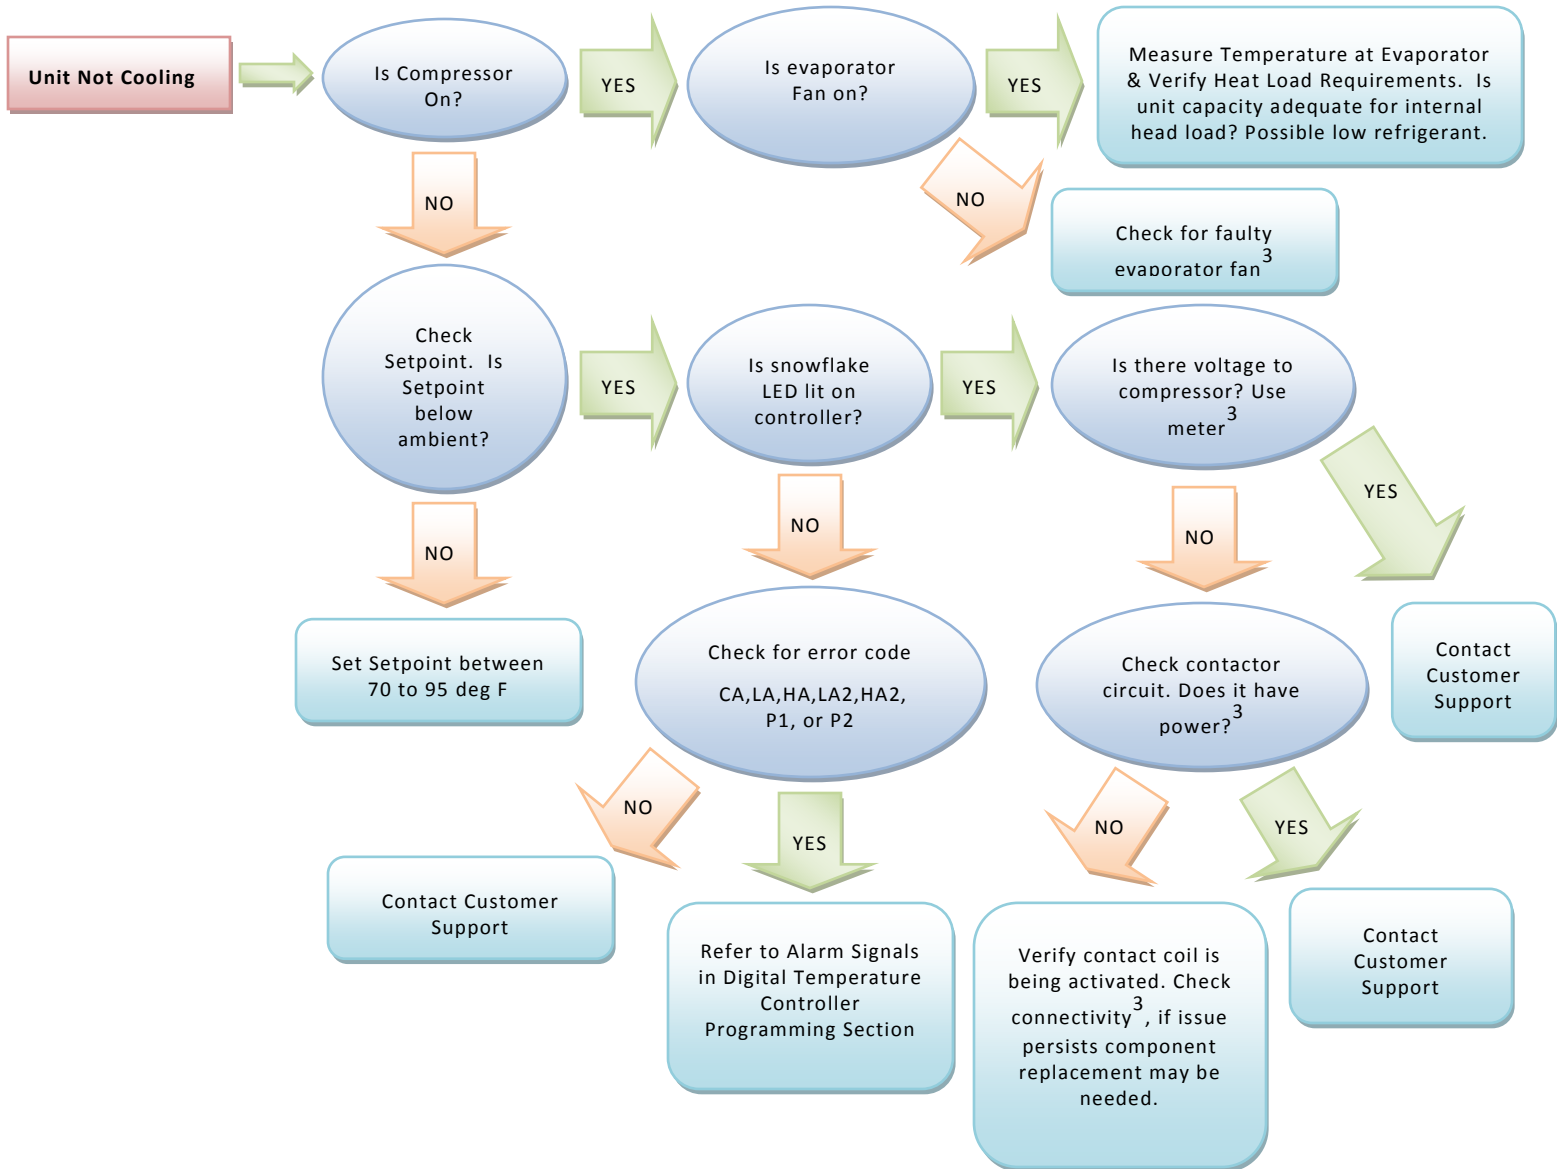 Unit Not Cooling
Is Compressor
On?
YES
Is evaporator
Fan on?
YES
Measure Temperature at Evaporator
& Verify Heat Load Requirements.  Is
unit capacity adequate for internal
head load? Possible low refrigerant.
NO
NO
Check for faulty
evaporator fan3
Check
Setpoint.  Is
Setpoint
below
ambient?
YES
Is snowflake
LED lit on
controller?
YES
Is there voltage to
compressor? Use
meter3
NO
NO
NO
YES
Set Setpoint between
70 to 95 deg F
Check for error code
CA,LA,HA,LA2,HA2,
P1, or P2
Check contactor
circuit. Does it have
power?3
Contact
Customer
Support
NO
YES
NO
YES
Contact Customer
Support
Refer to Alarm Signals
in Digital Temperature
Controller
Programming Section
Verify contact coil is
being activated. Check
connectivity3, if issue
persists component
replacement may be
needed.
Contact
Customer
Support